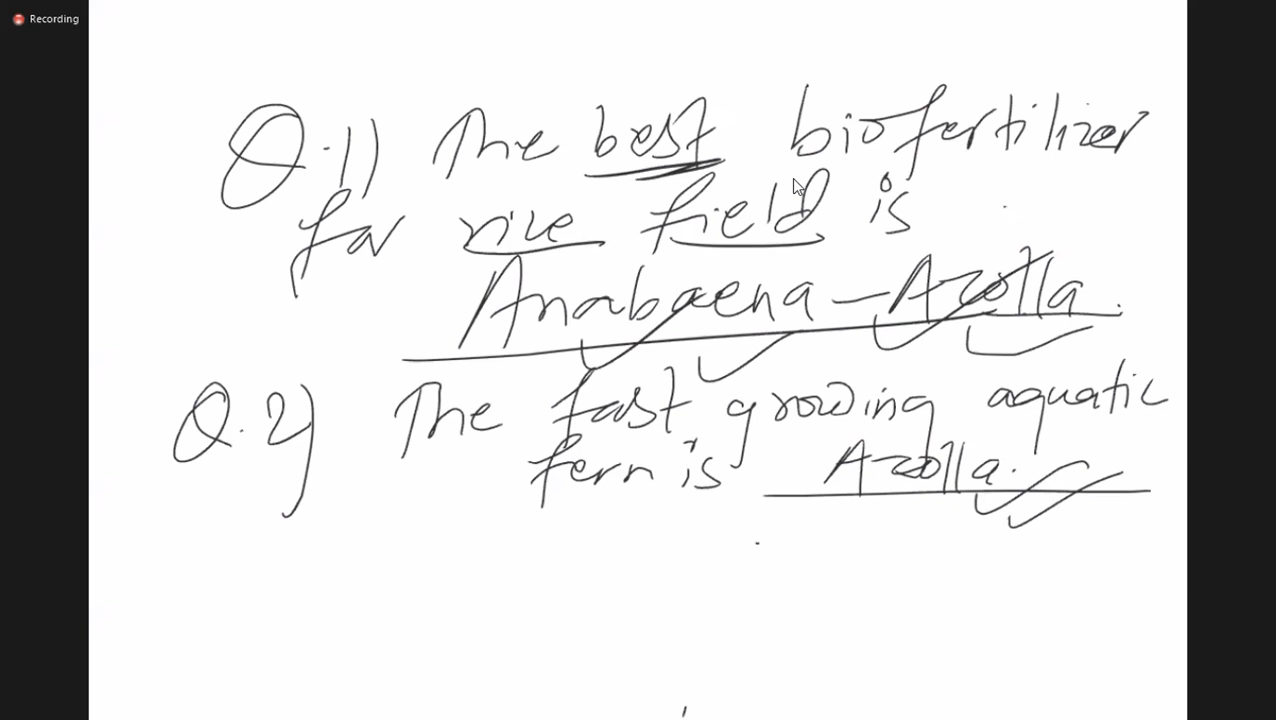 Recording
Q.1) The best biofertilizer
for rice field is
Anabaena - Azolla.
Q.2) The fast growing aquatic
fern is Azolla.